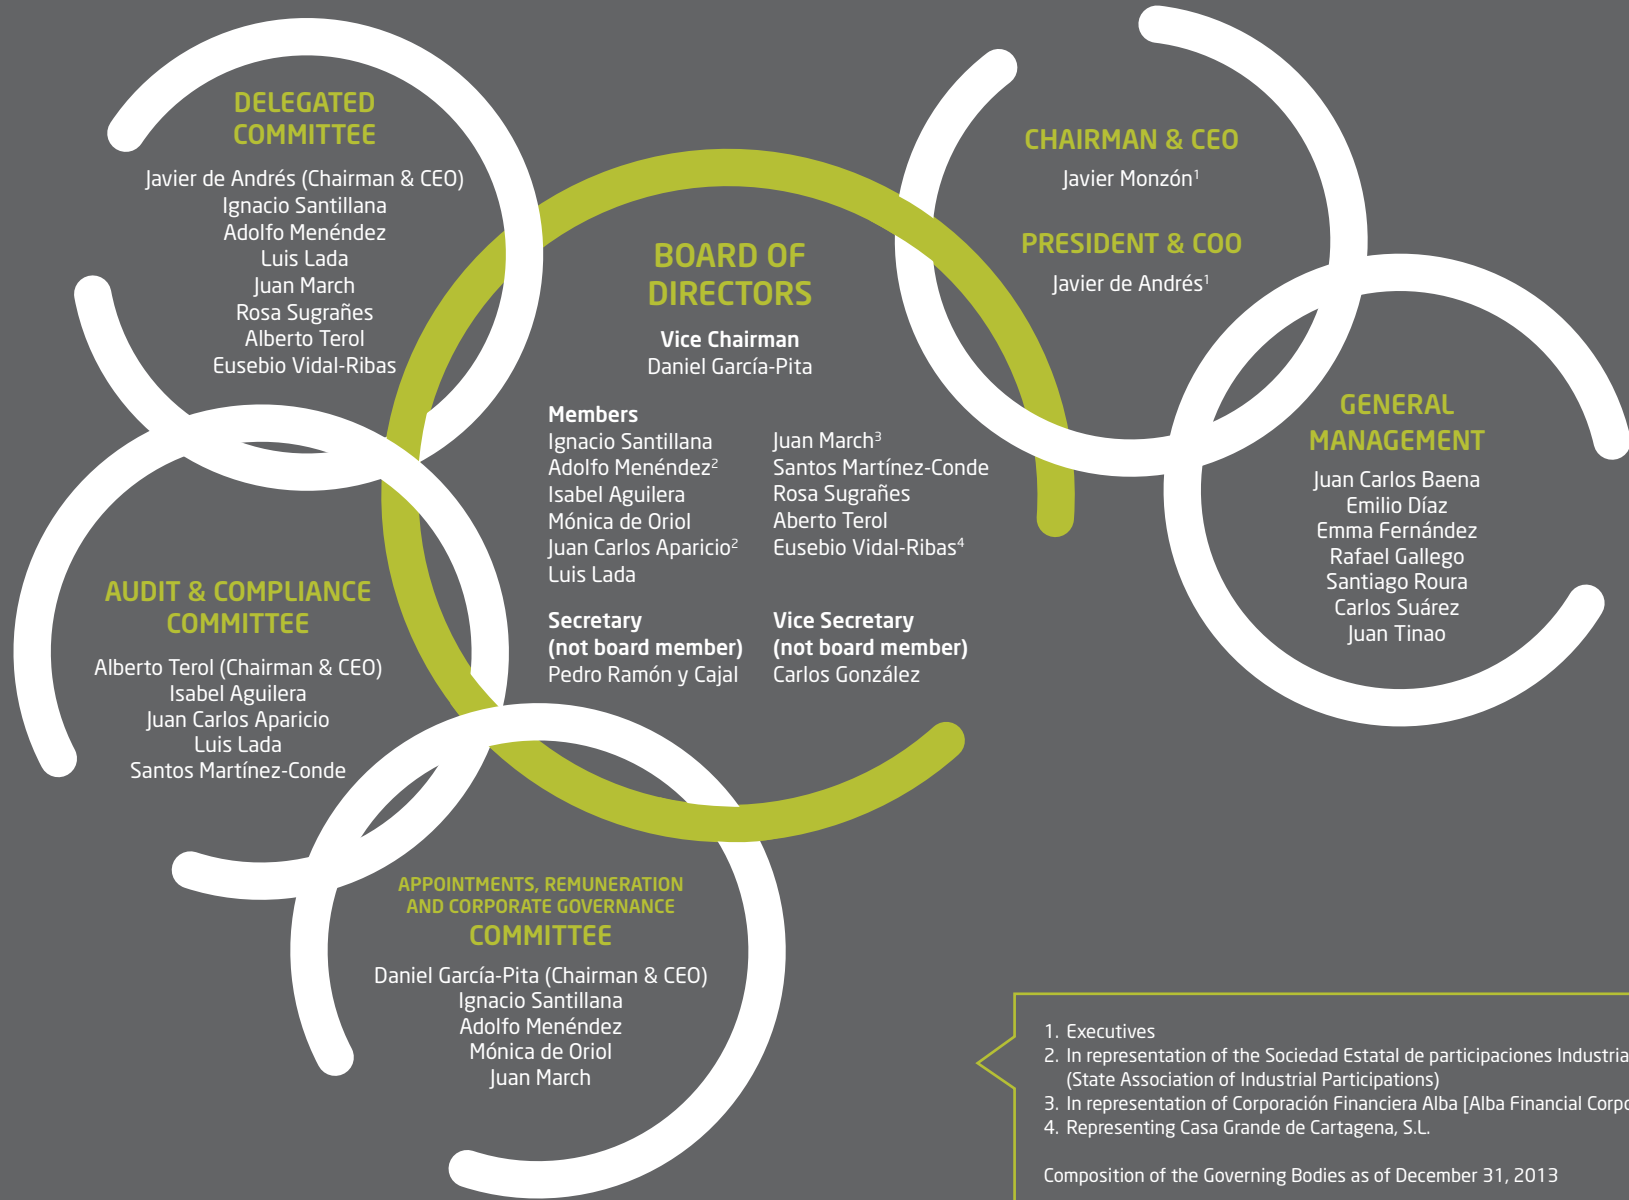 DELEGATED
COMMITTEE
Javier de Andrés (Chairman & CEO)
Ignacio Santillana
Adolfo Menéndez
Luis Lada
Juan March
Rosa Sugrañes
Alberto Terol
Eusebio Vidal-Ribas
BOARD OF
DIRECTORS
Vice Chairman
Daniel García-Pita
Members
Ignacio Santillana
Adolfo Menéndez²
Isabel Aguilera
Mónica de Oriol
Juan Carlos Aparicio²
Luis Lada
Juan March³
Santos Martínez-Conde
Rosa Sugrañes
Aberto Terol
Eusebio Vidal-Ribas⁴
Secretary
(not board member)
Pedro Ramón y Cajal
Vice Secretary
(not board member)
Carlos González
CHAIRMAN & CEO
Javier Monzón¹
PRESIDENT & COO
Javier de Andrés¹
GENERAL
MANAGEMENT
Juan Carlos Baena
Emilio Díaz
Emma Fernández
Rafael Gallego
Santiago Roura
Carlos Suárez
Juan Tinao
AUDIT & COMPLIANCE
COMMITTEE
Alberto Terol (Chairman & CEO)
Isabel Aguilera
Juan Carlos Aparicio
Luis Lada
Santos Martínez-Conde
APPOINTMENTS, REMUNERATION
AND CORPORATE GOVERNANCE
COMMITTEE
Daniel García-Pita (Chairman & CEO)
Ignacio Santillana
Adolfo Menéndez
Mónica de Oriol
Juan March
1. Executives
2. In representation of the Sociedad Estatal de participaciones Industria
(State Association of Industrial Participations)
3. In representation of Corporación Financiera Alba [Alba Financial Corpo
4. Representing Casa Grande de Cartagena, S.L.
Composition of the Governing Bodies as of December 31, 2013